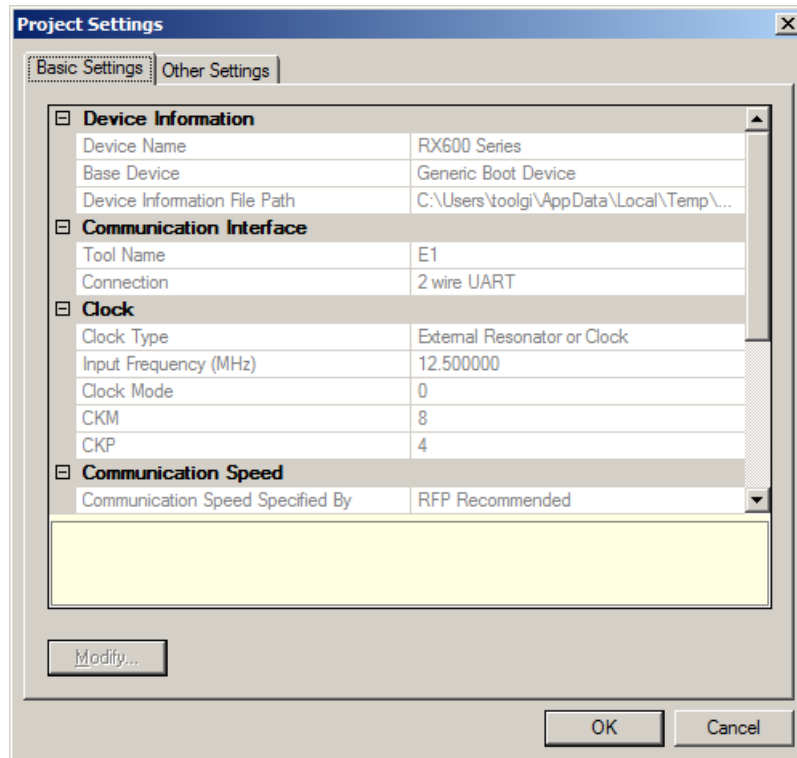 Project Settings
Basic Settings Other Settings
Device Information
Device Name RX600 Series
Base Device Generic Boot Device
Device Information File Path C:\Users\toolgi\AppData\Local\Temp\...
Communication Interface
Tool Name E1
Connection 2 wire UART
Clock
Clock Type External Resonator or Clock
Input Frequency (MHz) 12.500000
Clock Mode 0
CKM 8
CKP 4
Communication Speed
Communication Speed Specified By RFP Recommended
Modify...
OK Cancel